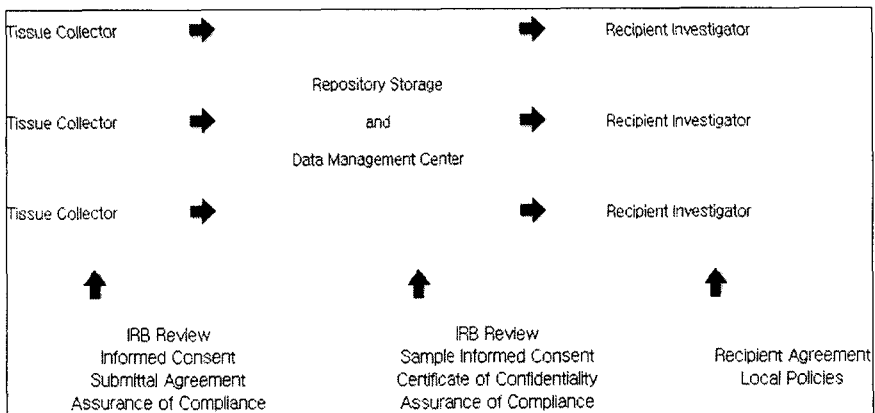 Tissue Collector Recipient Investigator
Repository Storage
Tissue Collector and Recipient Investigator
Data Management Center
Tissue Collector Recipient Investigator
IRB Review IRB Review
Informed Consent Sample Informed Consent Recipient Agreement
Submittal Agreement Certificate of Confidentiality Local Policies
Assurance of Compliance Assurance of Compliance